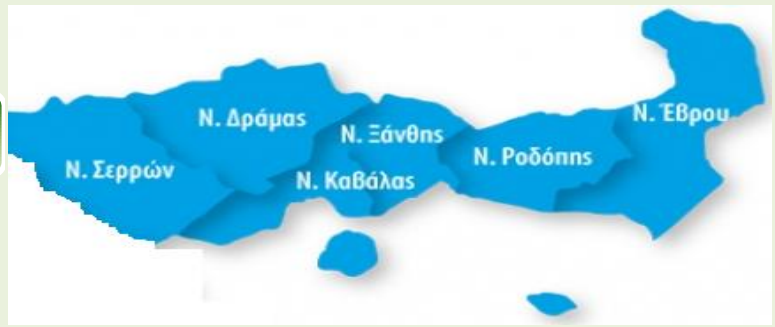 Ν. Δράμας
Ν. Ξάνθης
Ν. Έβρου
Ν. Σερρών
Ν. Καβάλας
Ν. Ροδόπης